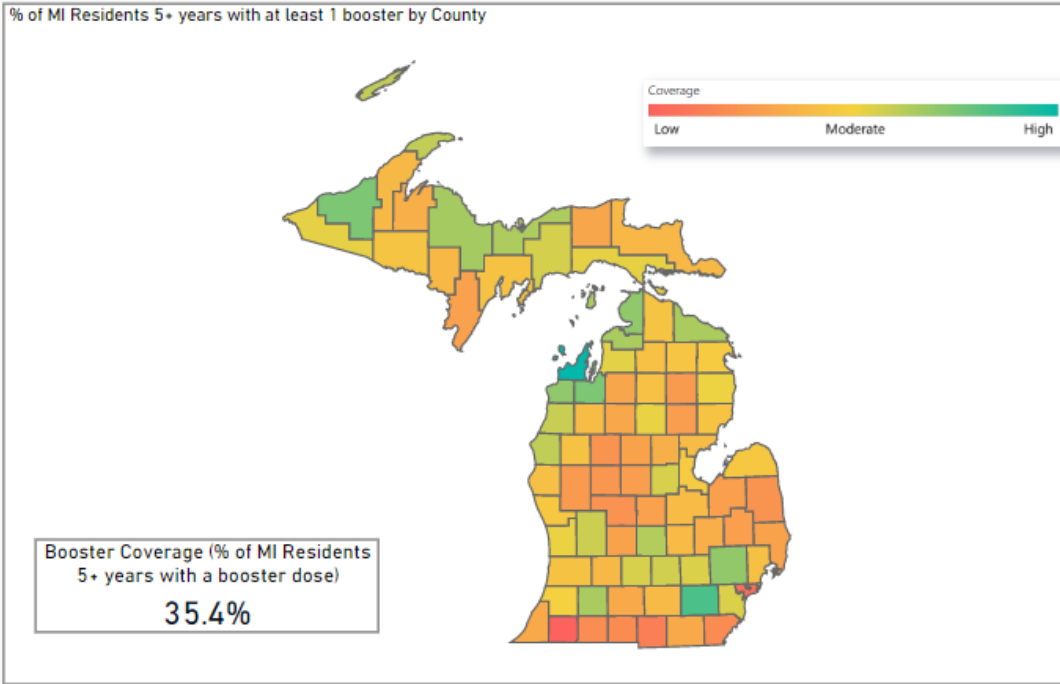 % of MI Residents 5+ years with at least 1 booster by County
Coverage
Low Moderate High
Booster Coverage (% of MI Residents
5+ years with a booster dose)
35.4%